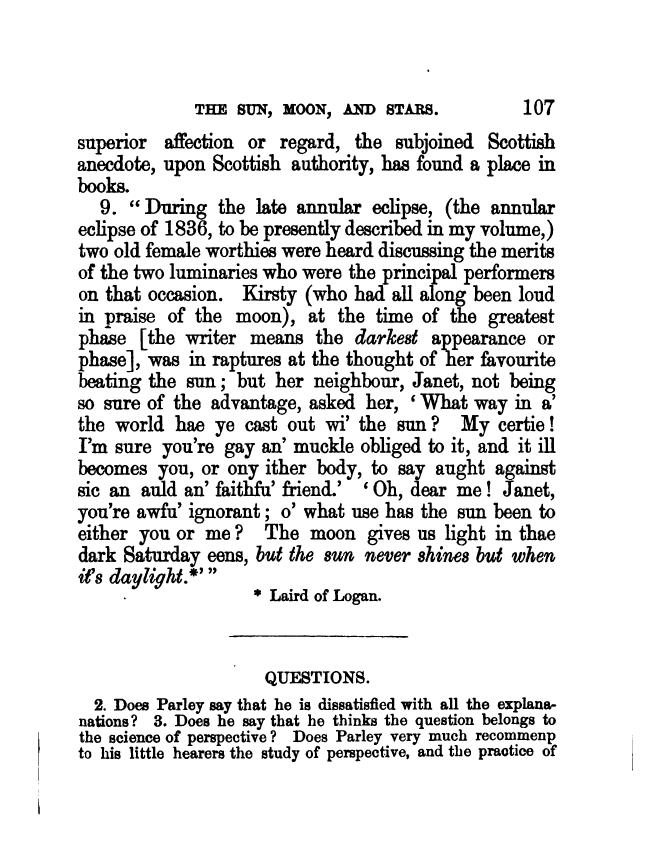 THE SUN, MOON, AND STARS. 107
superior affection or regard, the subjoined Scottish
anecdote, upon Scottish authority, has found a place in
books.
9. “ During the late annular eclipse, (the annular
eclipse of 1836, to be presently described in my volume,)
two old female worthies were heard discussing the merits
of the two luminaries who were the principal performers
on that occasion. Kirsty (who had all along been loud
in praise of the moon), at the time of the greatest
phase [the writer means the darkest appearance or
phase], was in raptures at the thought of her favourite
beating the sun ; but her neighbour, Janet, not being
so sure of the advantage, asked her, ‘ What way in a’
the world hae ye cast out wi’ the sun ? My certie !
I’m sure you’re gay an’ muckle obliged to it, and it ill
becomes you, or ony ither body, to say aught against
sic an auld an’ faithfu’ friend.’ ‘ Oh, dear me ! Janet,
you’re awfu’ ignorant ; o’ what use has the sun been to
either you or me ? The moon gives us light in thae
dark Saturday eens, but the sun never shines but when
it’s daylight.*’ ”
* Laird of Logan.
QUESTIONS.
2. Does Parley say that he is dissatisfied with all the explana-
nations ? 3. Does he say that he thinks the question belongs to
the science of perspective ? Does Parley very much recommenp
to his little hearers the study of perspective, and the practice of